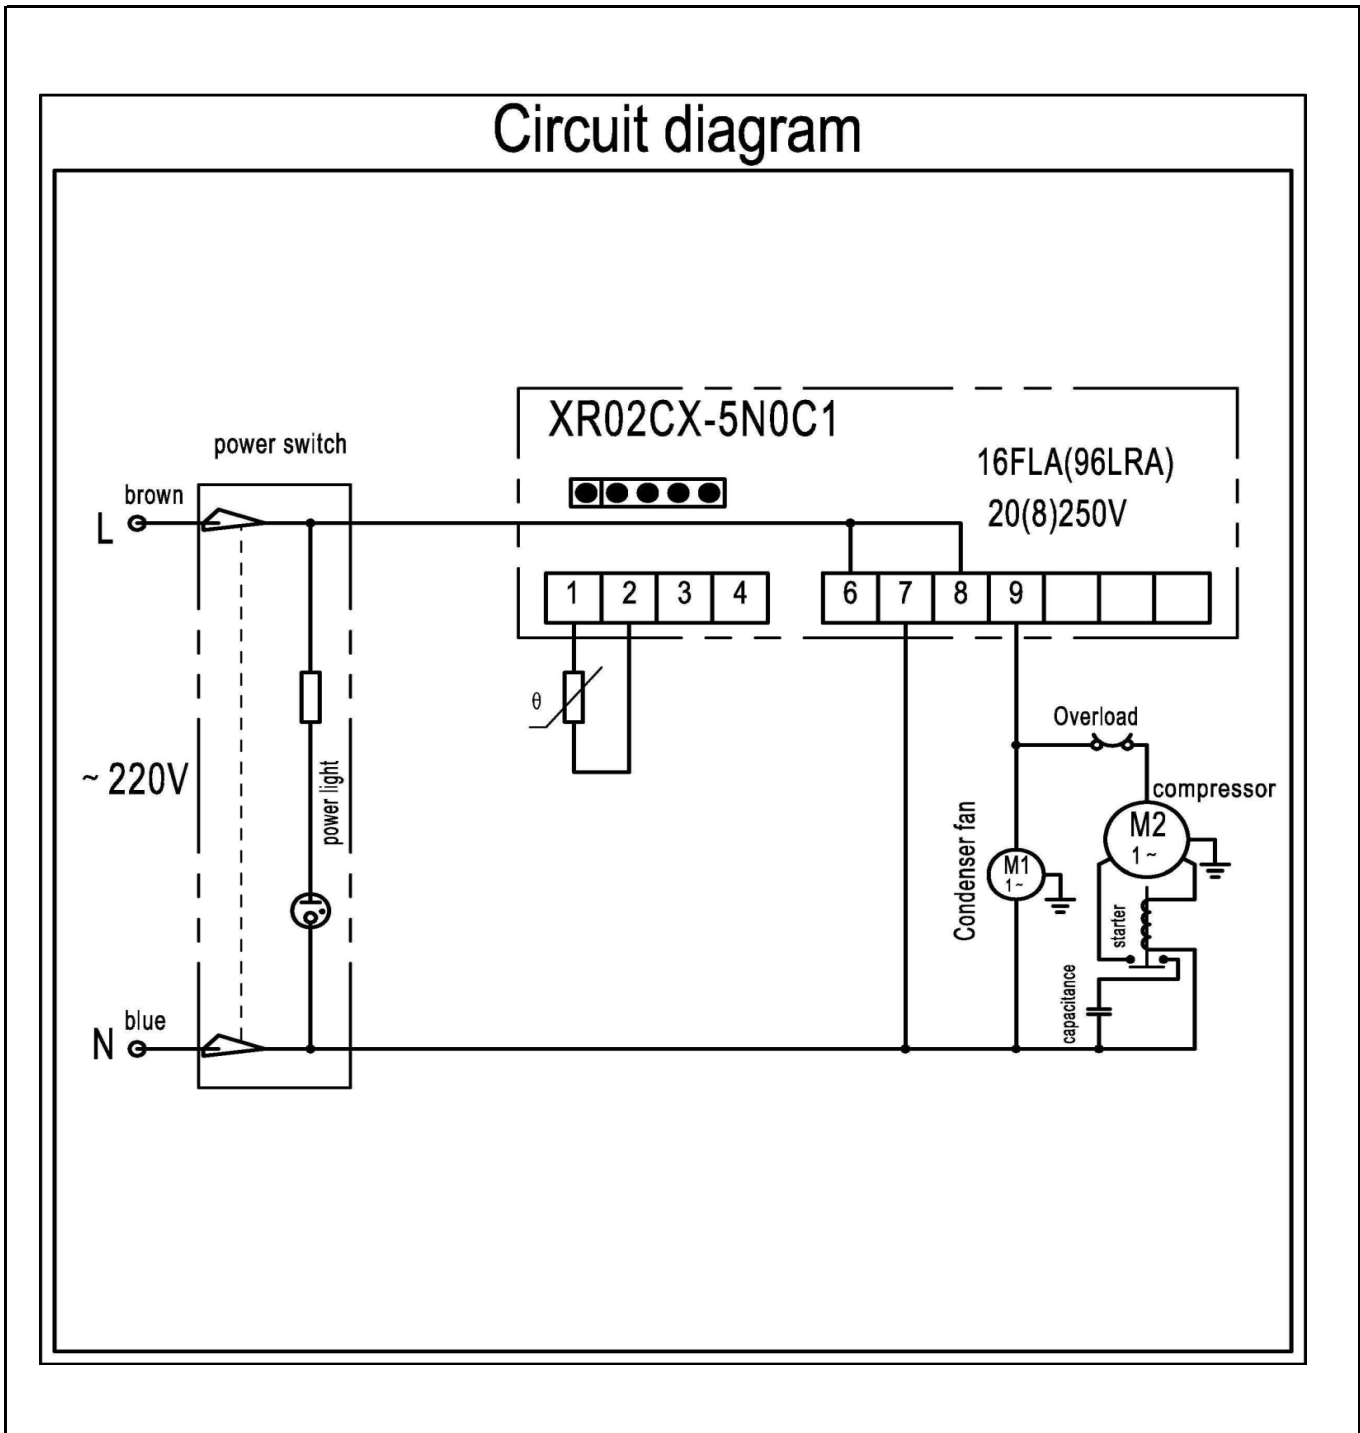 Circuit diagram
XR02CX-5N0C1
16FLA(96LRA)
20(8)250V
power switch
brown
L
1 2 3 4
6 7 8 9
θ
Overload
~ 220V
power light
compressor
M2
1 ~
Condenser fan
M1
1 ~
starter
capacitance
blue
N